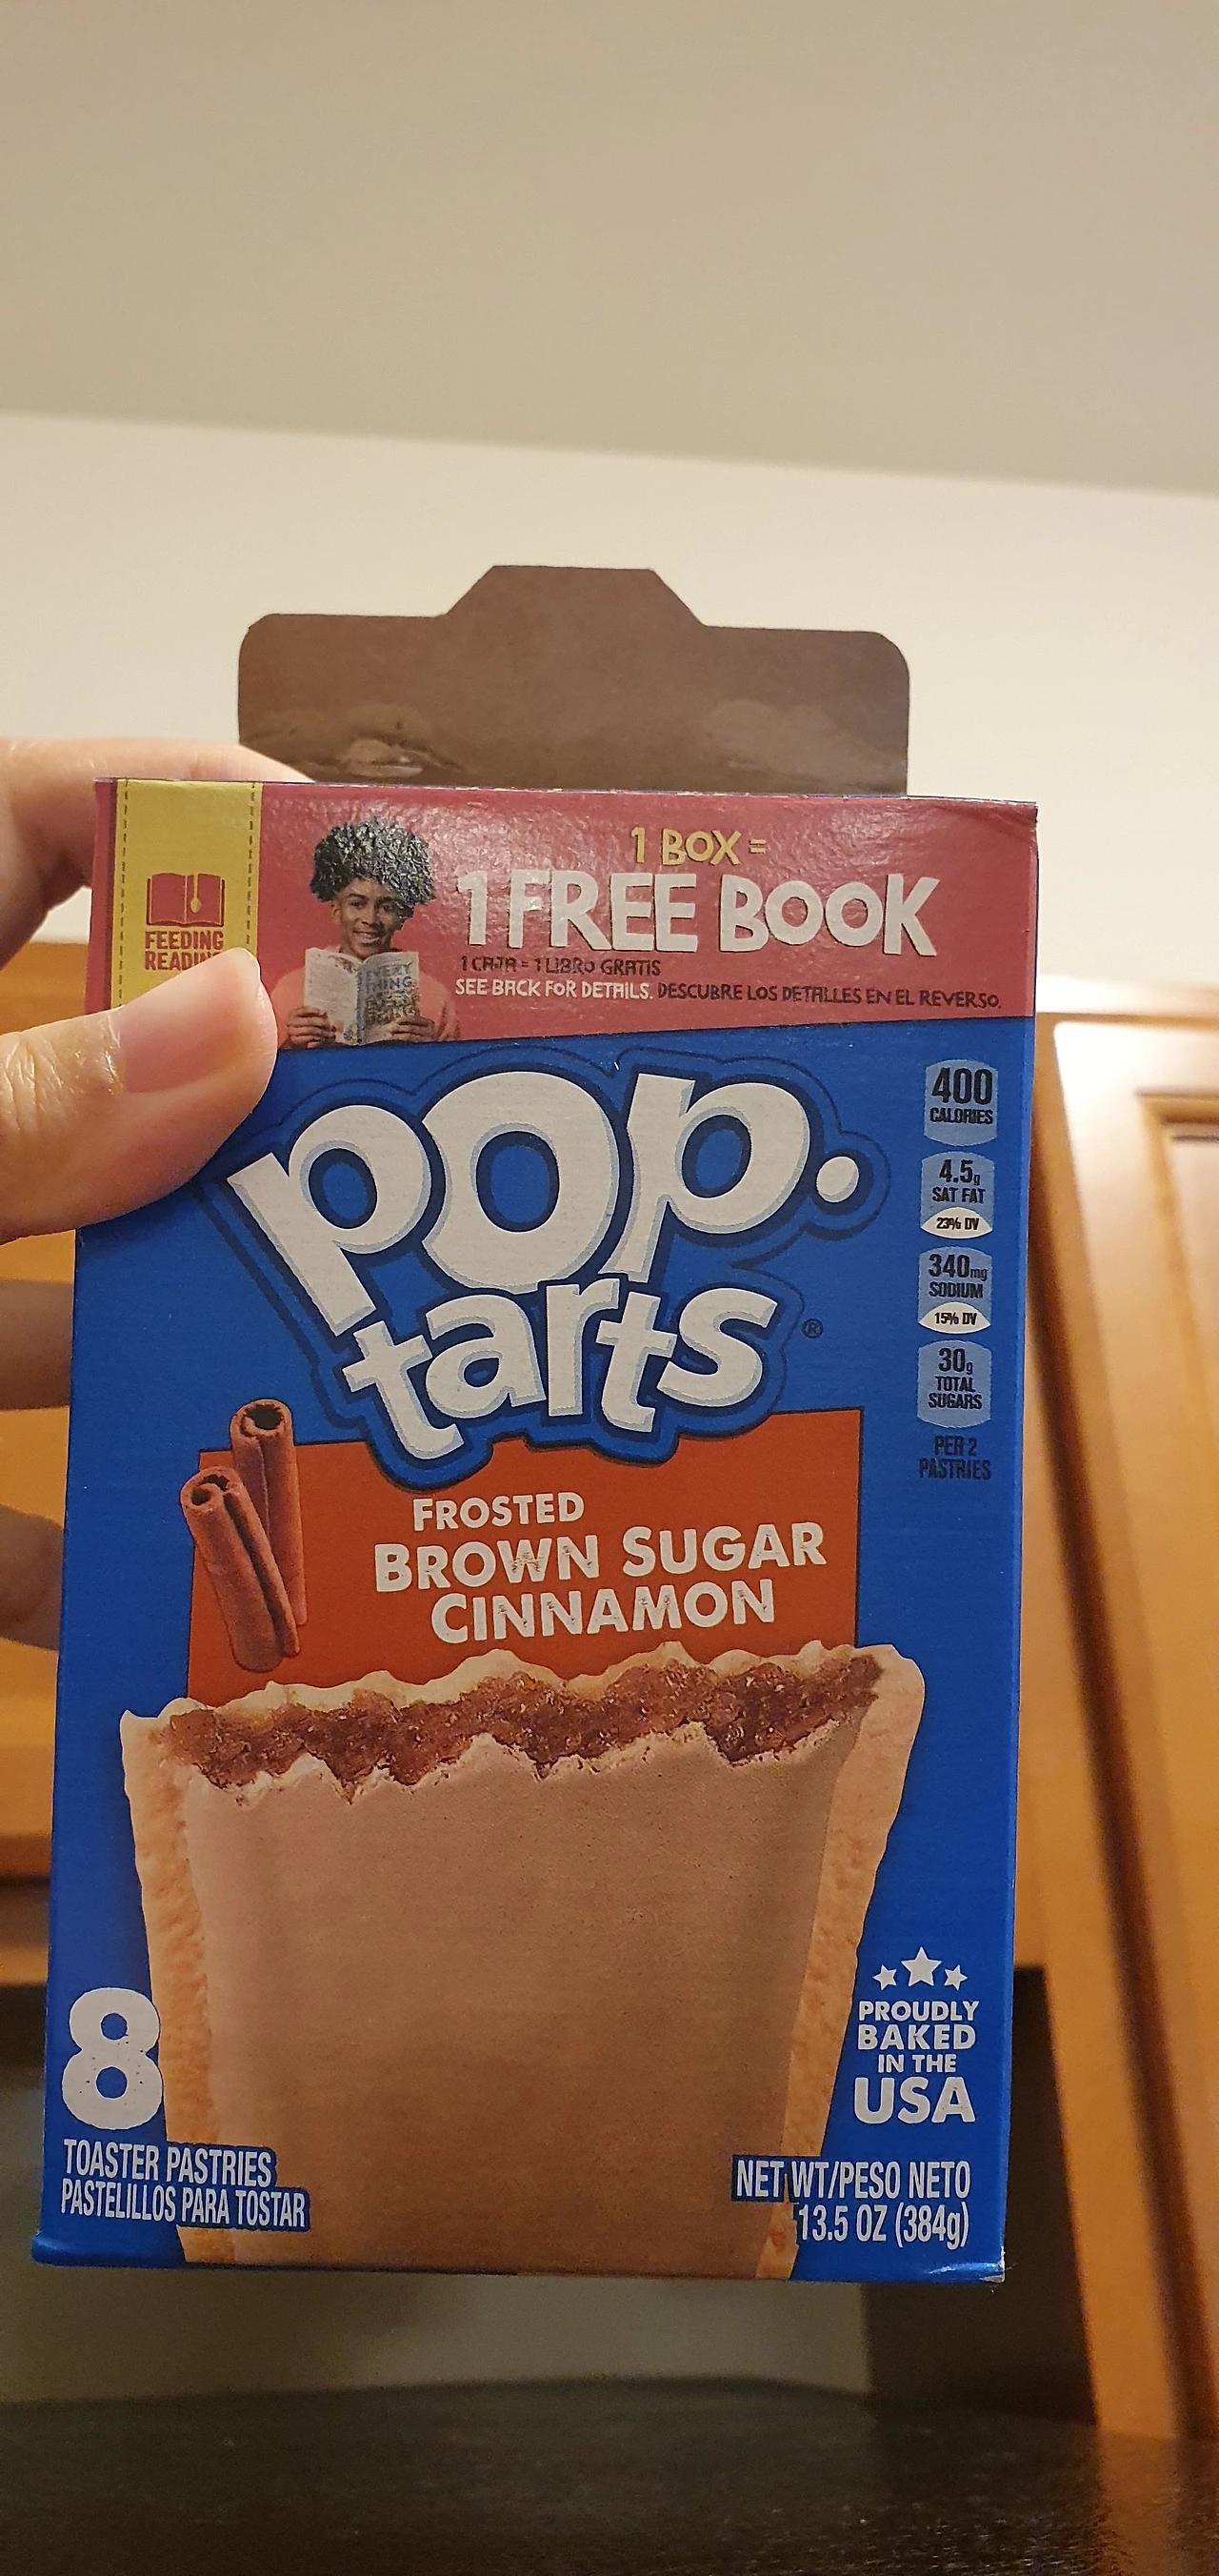 FEEDING
1 BOX =
1 FREE BOOK
1 CAJA = 1 LIBRO GRATIS
SEE BACK FOR DETAILS. DESCUBRE LOS DETALLES EN EL REVERSO.
EVERY
THING
pop.
tarts®
400
CALORIES
4.5g
SAT FAT
23% DV
340mg
SODIUM
15% DV
30g
TOTAL
SUGARS
PER 2
PASTRIES
FROSTED
BROWN SUGAR
CINNAMON
PROUDLY
BAKED
IN THE
USA
8
TOASTER PASTRIES
PASTELILLOS PARA TOSTAR
NET WT/PESO NETO
13.5 OZ (384g)